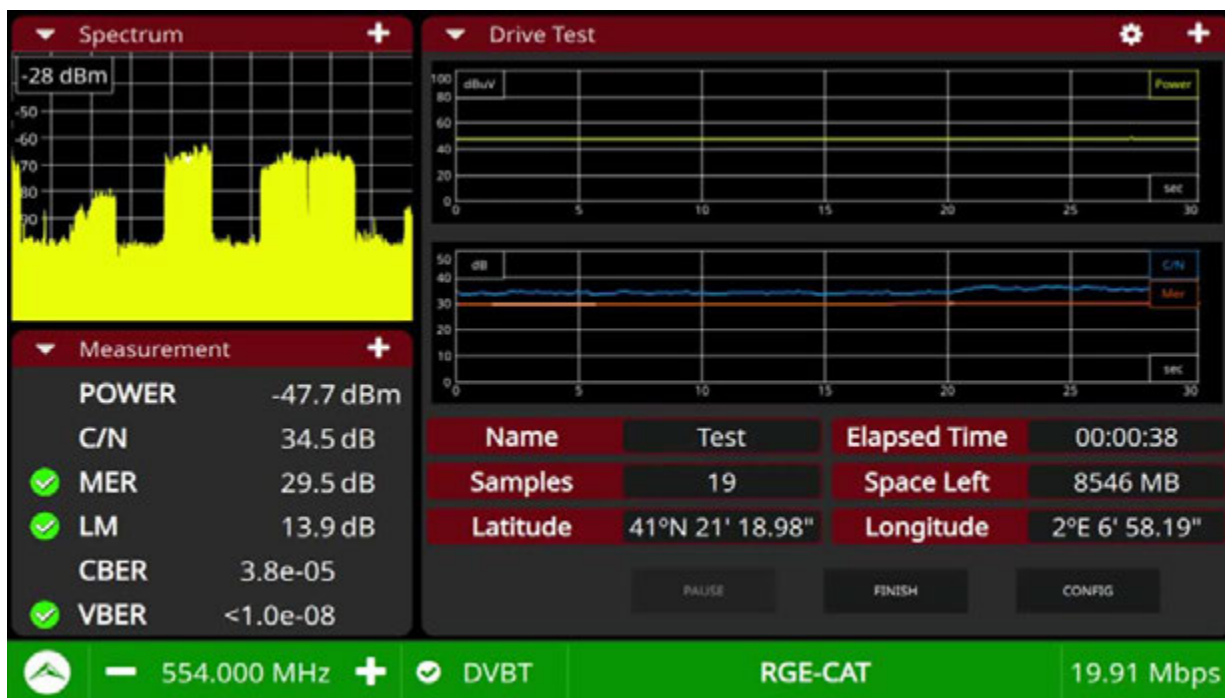 Spectrum
-28 dBm
-50
-60
70
80
90
Drive Test
100
80
60
40
20
0
dBuV
Power
sec
0 5 10 15 20 25 30
50
40
30
20
10
0
dB
C/N
Mer
sec
0 5 10 15 20 25 30
Measurement
POWER -47.7 dBm
C/N 34.5 dB
MER 29.5 dB
LM 13.9 dB
CBER 3.8e-05
VBER <1.0e-08
Name Test Elapsed Time 00:00:38
Samples 19 Space Left 8546 MB
Latitude 41ºN 21' 18.98" Longitude 2ºE 6' 58.19"
PAUSE FINISH CONFIG
554.000 MHz DVBT RGE-CAT 19.91 Mbps